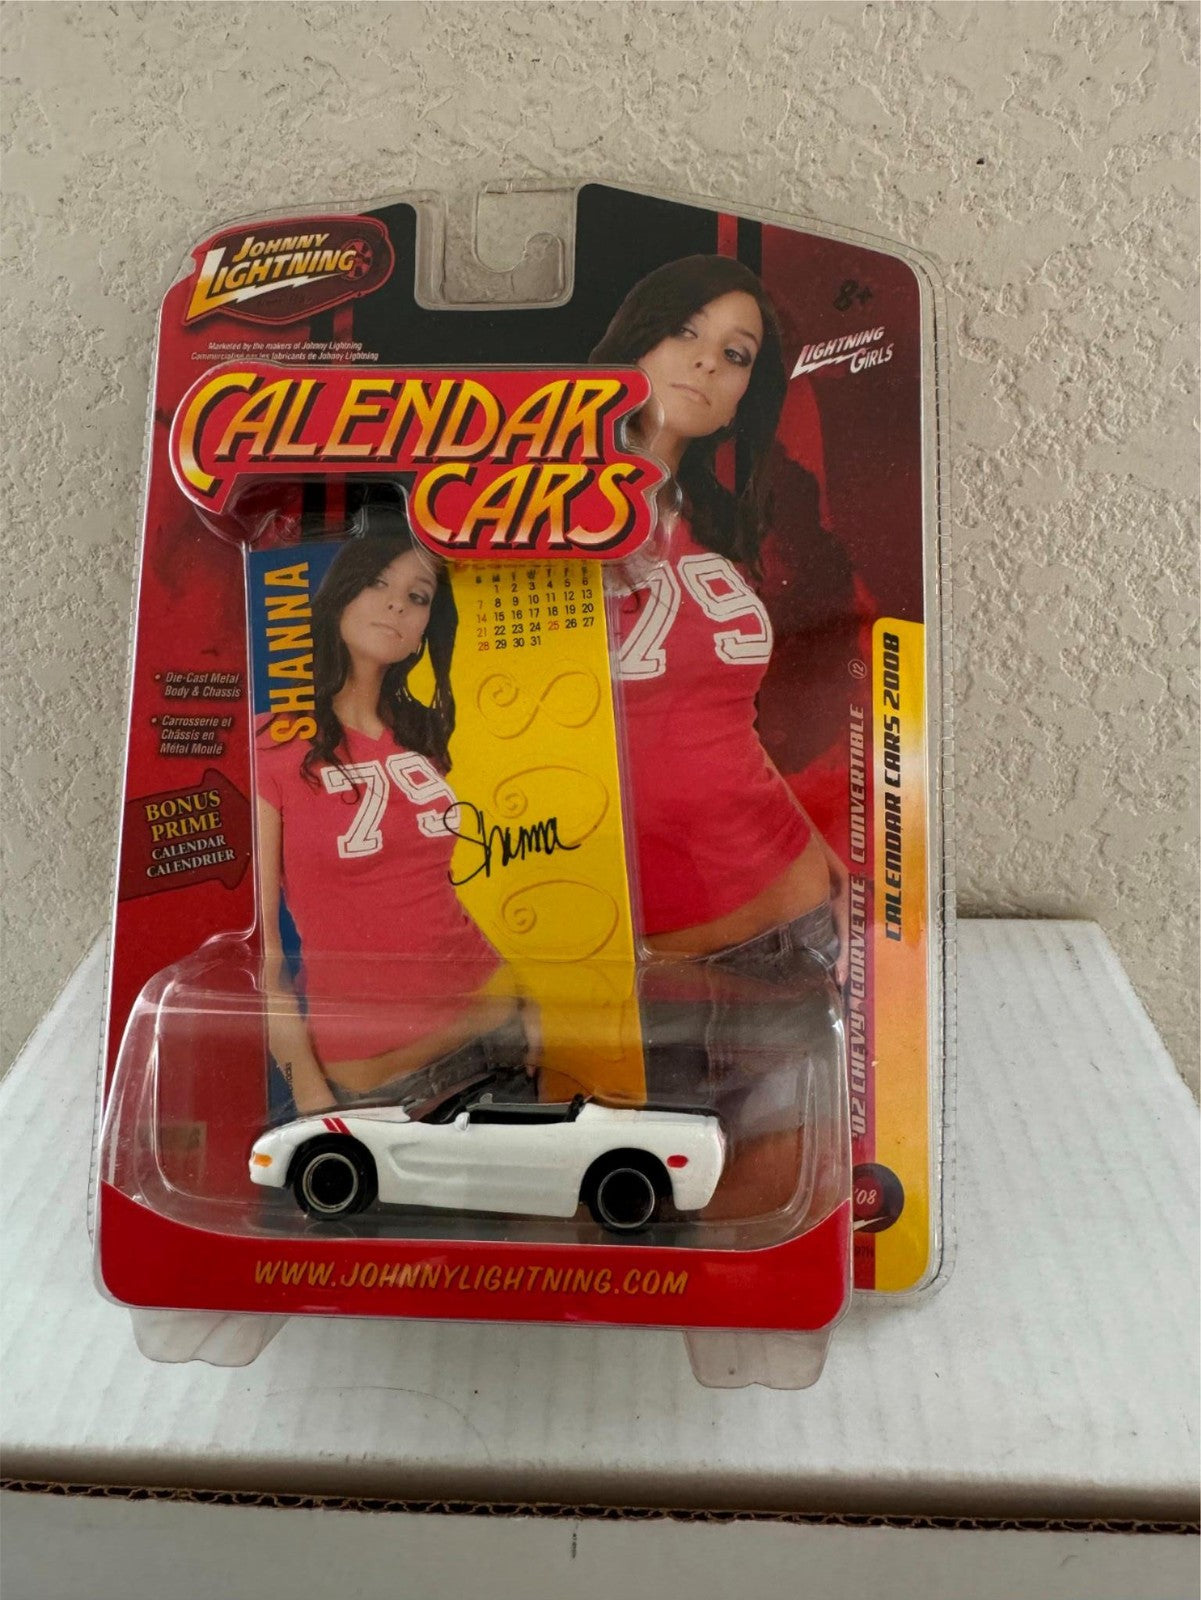 JOHNNY
LIGHTNING
8+
LIGHTNING
GIRLS
Marketed by the makers of Johnny Lightning
Commercialisé par les fabricants de Johnny Lightning
CALENDAR
CARS
SHANNA
S M T W T F S
1 2 3 4 5 6
7 8 9 10 11 12 13
14 15 16 17 18 19 20
21 22 23 24 25 26 27
28 29 30 31
79
79
• Die-Cast Metal
Body & Chassis
• Carrosserie et
Châssis en
Métal Moulé
BONUS
PRIME
CALENDAR
CALENDRIER
Shanna
'02 CHEVY CORVETTE CONVERTIBLE 12
CALENDAR CARS 2008
'08
WWW.JOHNNYLIGHTNING.COM